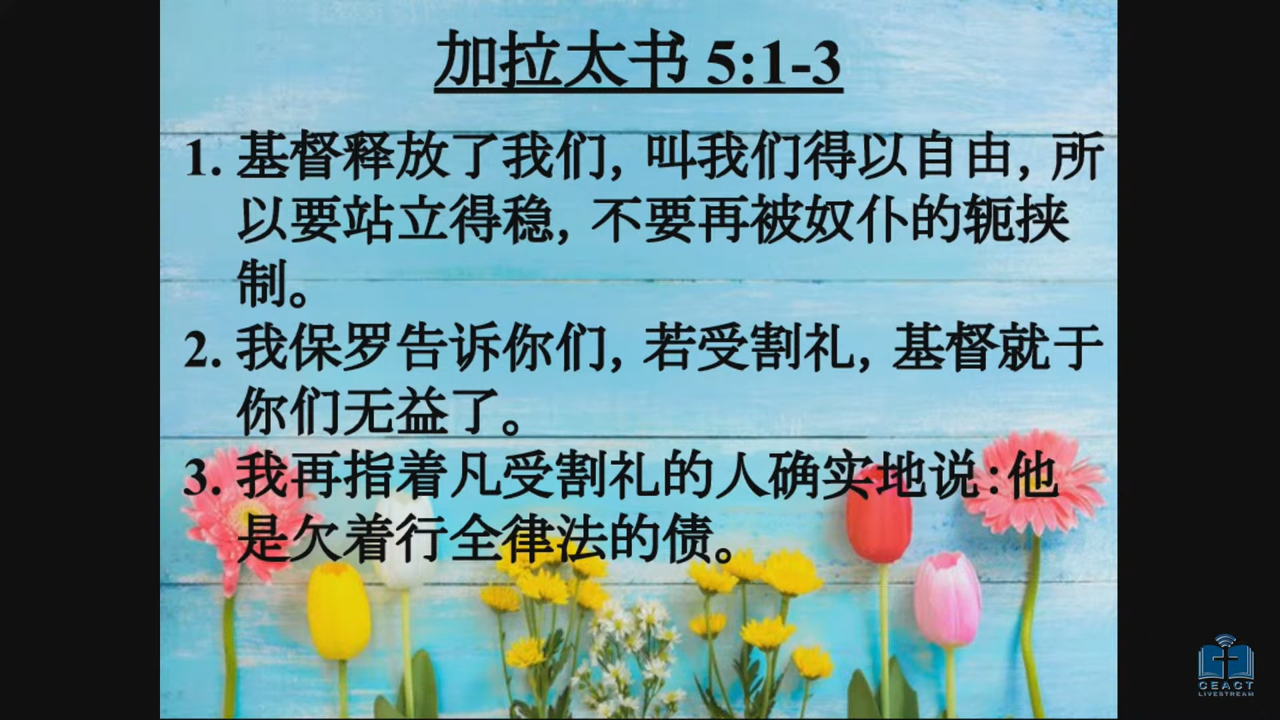 加拉太书 5:1-3
1. 基督释放了我们, 叫我们得以自由, 所
以要站立得稳, 不要再被奴仆的轭挟
制。
2. 我保罗告诉你们, 若受割礼, 基督就于
你们无益了。
3. 我再指着凡受割礼的人确实地说:他
是欠着行全律法的债。
CEACT
LIVESTREAM